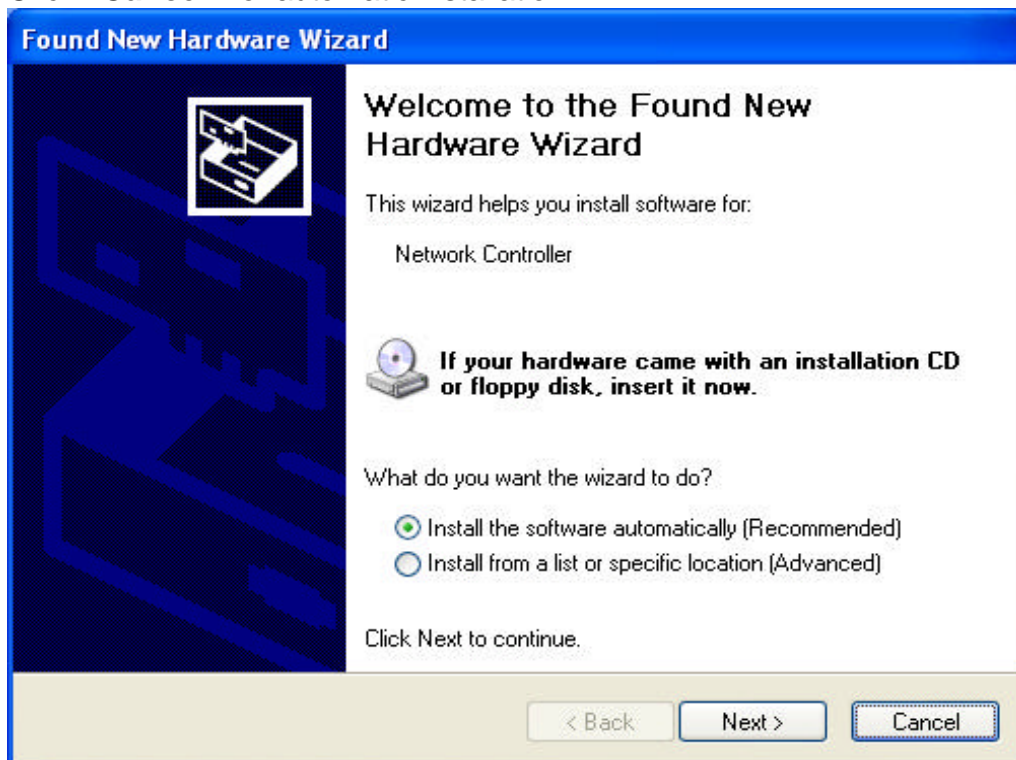 Found New Hardware Wizard
Welcome to the Found New
Hardware Wizard
This wizard helps you install software for:
Network Controller
If your hardware came with an installation CD
or floppy disk, insert it now.
What do you want the wizard to do?
Install the software automatically (Recommended)
Install from a list or specific location (Advanced)
Click Next to continue.
< Back
Next >
Cancel